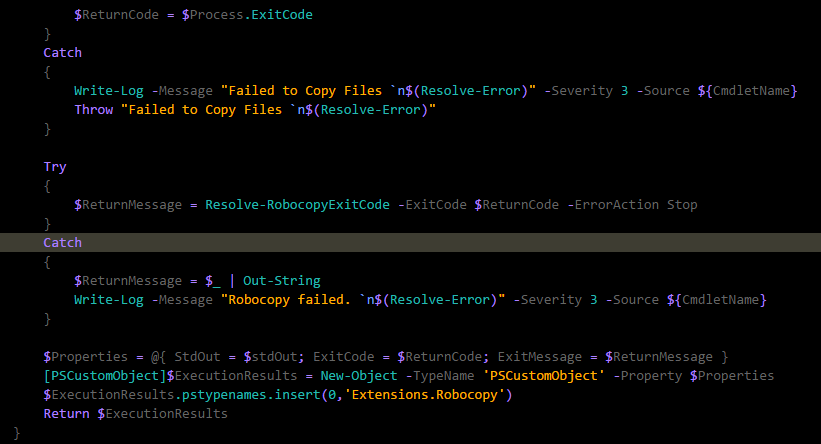 $ReturnCode = $Process.ExitCode
}
Catch
{
Write-Log -Message "Failed to Copy Files `n$(Resolve-Error)" -Severity 3 -Source ${CmdletName}
Throw "Failed to Copy Files `n$(Resolve-Error)"
}
Try
{
$ReturnMessage = Resolve-RobocopyExitCode -ExitCode $ReturnCode -ErrorAction Stop
}
Catch
{
$ReturnMessage = $_ | Out-String
Write-Log -Message "Robocopy failed. `n$(Resolve-Error)" -Severity 3 -Source ${CmdletName}
}
$Properties = @{ StdOut = $stdOut; ExitCode = $ReturnCode; ExitMessage = $ReturnMessage }
[PSCustomObject]$ExecutionResults = New-Object -TypeName 'PSCustomObject' -Property $Properties
$ExecutionResults.pstypenames.insert(0,'Extensions.Robocopy')
Return $ExecutionResults
}